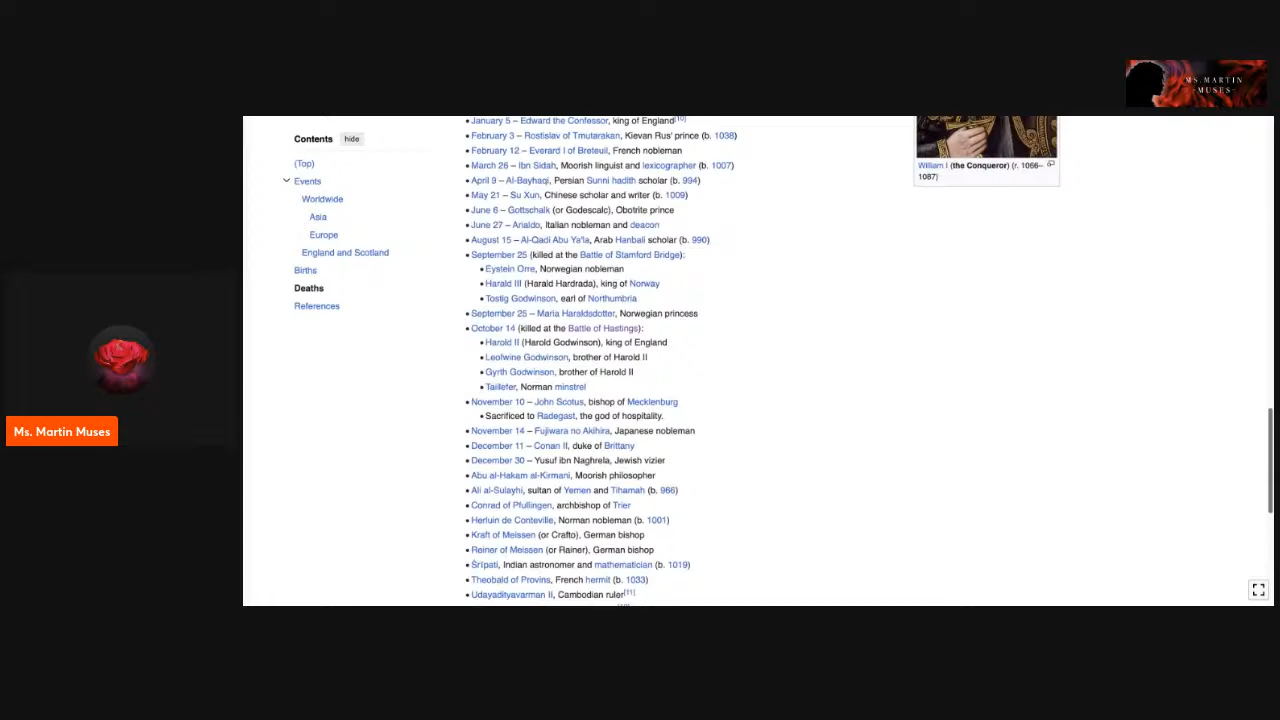 MS. MARTIN
-MUSES-
Contents hide
(Top)
Events
Worldwide
Asia
Europe
England and Scotland
Births
Deaths
References
• January 5 – Edward the Confessor, king of England[10]
• February 3 – Rostislav of Tmutarakan, Kievan Rus' prince (b. 1038)
• February 12 – Everard I of Breteuil, French nobleman
• March 26 – Ibn Sidah, Moorish linguist and lexicographer (b. 1007)
• April 9 – Al-Bayhaqi, Persian Sunni hadith scholar (b. 994)
• May 21 – Su Xun, Chinese scholar and writer (b. 1009)
• June 6 – Gottschalk (or Godescalc), Obotrite prince
• June 27 – Arialdo, Italian nobleman and deacon
• August 15 – Al-Qadi Abu Ya'la, Arab Hanbali scholar (b. 990)
• September 25 (killed at the Battle of Stamford Bridge):
• Eystein Orre, Norwegian nobleman
• Harald III (Harald Hardrada), king of Norway
• Tostig Godwinson, earl of Northumbria
• September 25 – Maria Haraldsdotter, Norwegian princess
• October 14 (killed at the Battle of Hastings):
• Harold II (Harold Godwinson), king of England
• Leofwine Godwinson, brother of Harold II
• Gyrth Godwinson, brother of Harold II
• Taillefer, Norman minstrel
• November 10 – John Scotus, bishop of Mecklenburg
• Sacrificed to Radegast, the god of hospitality.
• November 14 – Fujiwara no Akihira, Japanese nobleman
• December 11 – Conan II, duke of Brittany
• December 30 – Yusuf ibn Naghrela, Jewish vizier
• Abu al-Hakam al-Kirmani, Moorish philosopher
• Ali al-Sulayhi, sultan of Yemen and Tihamah (b. 966)
• Conrad of Pfullingen, archbishop of Trier
• Herluin de Conteville, Norman nobleman (b. 1001)
• Kraft of Meissen (or Crafto), German bishop
• Reiner of Meissen (or Rainer), German bishop
• Śrīpati, Indian astronomer and mathematician (b. 1019)
• Theobald of Provins, French hermit (b. 1033)
• Udayadityavarman II, Cambodian ruler[11]
William I (the Conqueror) (r. 1066–
1087)
Ms. Martin Muses